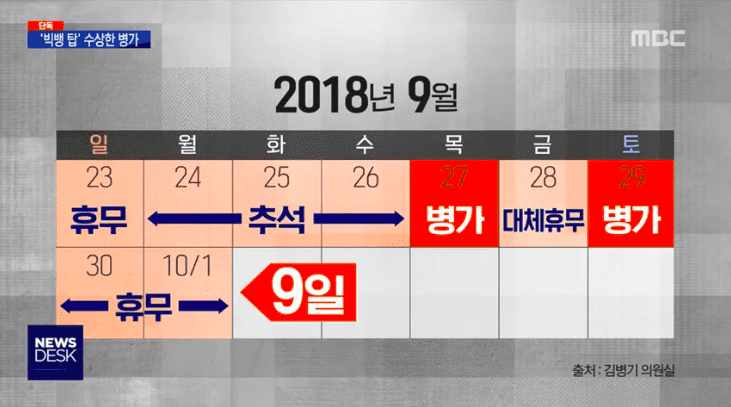 단독
'빅뱅 탑' 수상한 병가
MBC
2018년 9월
일 월 화 수 목 금 토
23 24 25 26 27 28 29
휴무 추석 병가 대체휴무 병가
30 10/1
휴무 9일
NEWS
DESK
출처 : 김병기 의원실